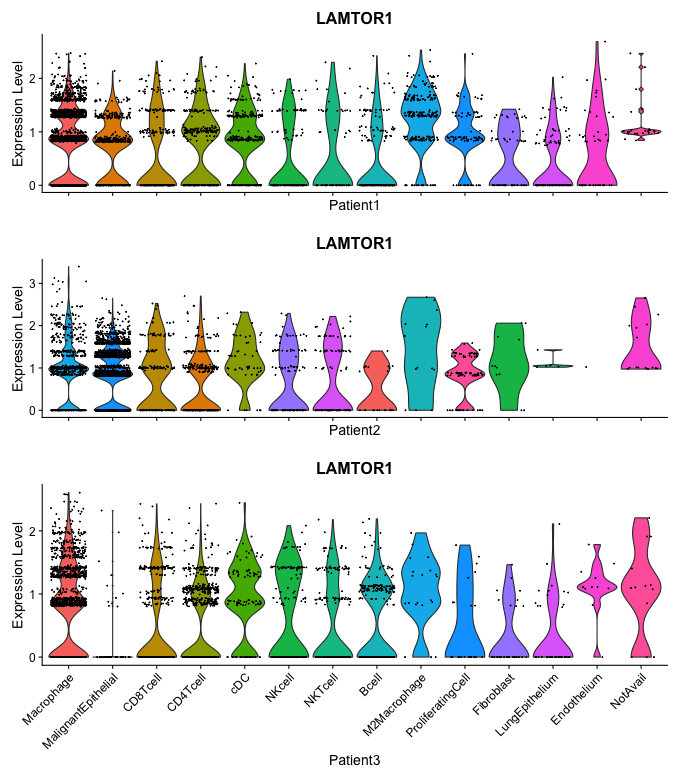 LAMTOR1
Expression Level
2
1
0
Patient1
LAMTOR1
Expression Level
3
2
1
0
Patient2
LAMTOR1
Expression Level
2
1
0
Macrophage
MalignantEpithelial
CD8Tcell
CD4Tcell
cDC
NKcell
NKTcell
Bcell
M2Macrophage
ProliferatingCell
Fibroblast
LungEpithelium
Endothelium
NotAvail
Patient3